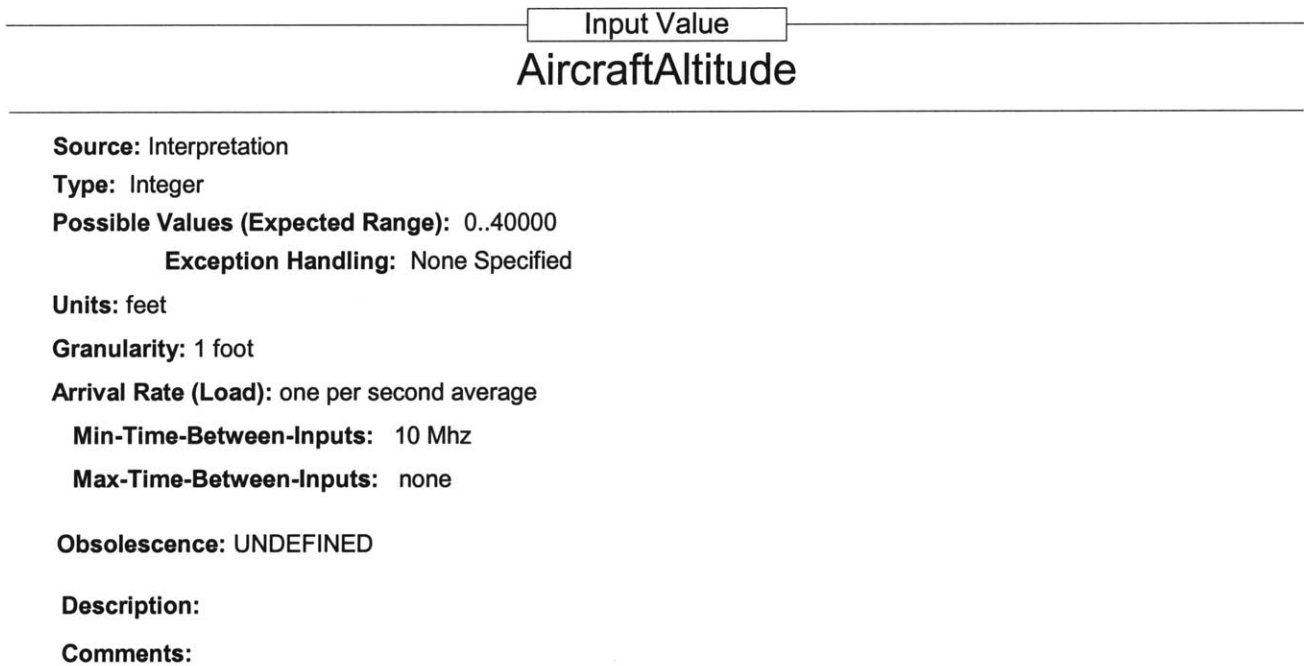 Input Value
AircraftAltitude
Source: Interpretation
Type: Integer
Possible Values (Expected Range): 0..40000
Exception Handling: None Specified
Units: feet
Granularity: 1 foot
Arrival Rate (Load): one per second average
Min-Time-Between-Inputs: 10 Mhz
Max-Time-Between-Inputs: none
Obsolescence: UNDEFINED
Description:
Comments: